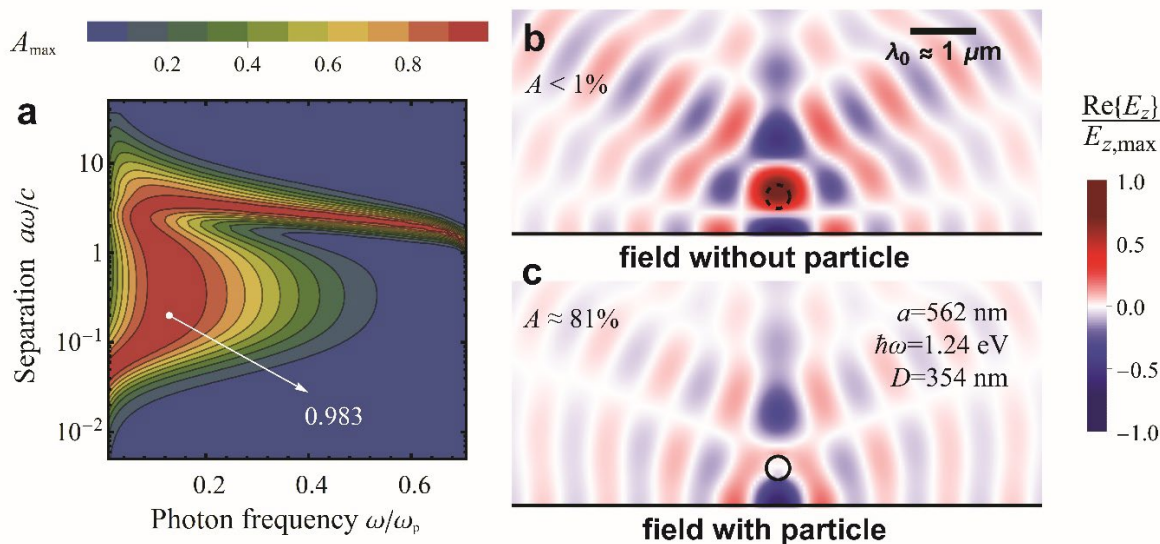 A_max
0.2 0.4 0.6 0.8
a
Separation aω/c
10
1
10⁻¹
10⁻²
0.983
0.2 0.4 0.6
Photon frequency ω/ω_p
b
A < 1%
λ₀ ≈ 1 μm
field without particle
c
A ≈ 81%
a=562 nm
ħω=1.24 eV
D=354 nm
field with particle
Re{E_z}
E_z,max
1.0
0.5
0.0
−0.5
−1.0